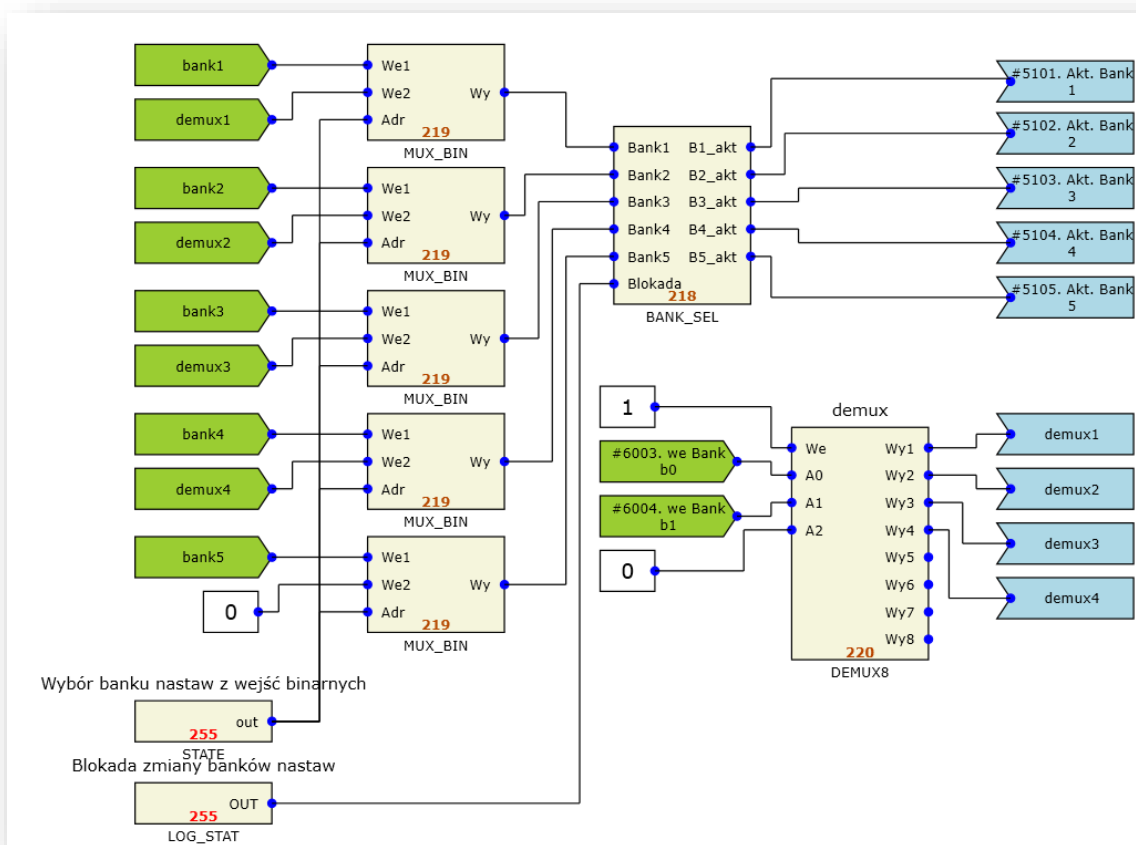 bank1
demux1
We1
We2
Adr
Wy
219
MUX_BIN
bank2
demux2
We1
We2
Adr
Wy
219
MUX_BIN
bank3
demux3
We1
We2
Adr
Wy
219
MUX_BIN
bank4
demux4
We1
We2
Adr
Wy
219
MUX_BIN
bank5
0
We1
We2
Adr
Wy
219
MUX_BIN
Wybór banku nastaw z wejść binarnych
out
255
STATE
Blokada zmiany banków nastaw
OUT
255
LOG_STAT
Bank1 B1_akt
Bank2 B2_akt
Bank3 B3_akt
Bank4 B4_akt
Bank5 B5_akt
Blokada
218
BANK_SEL
#5101. Akt. Bank
1
#5102. Akt. Bank
2
#5103. Akt. Bank
3
#5104. Akt. Bank
4
#5105. Akt. Bank
5
1
#6003. we Bank
b0
#6004. we Bank
b1
0
demux
We Wy1
A0 Wy2
A1 Wy3
A2 Wy4
Wy5
Wy6
Wy7
Wy8
220
DEMUX8
demux1
demux2
demux3
demux4